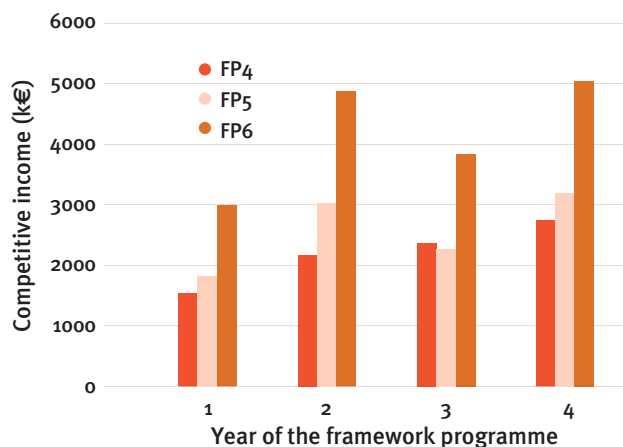 6000
5000
4000
3000
2000
1000
0
Competitive income (k€)
FP4
FP5
FP6
1 2 3 4
Year of the framework programme